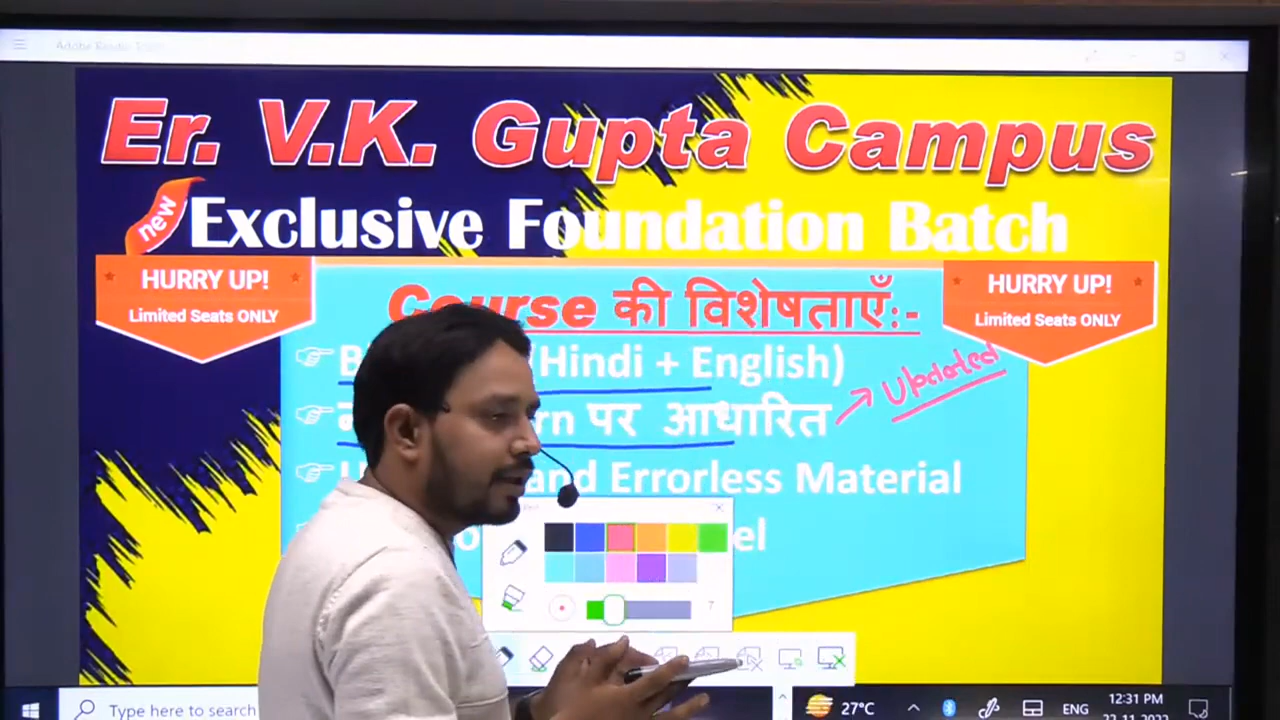 Er. V.K. Gupta Campus
new
Exclusive Foundation Batch
HURRY UP!
Limited Seats ONLY
HURRY UP!
Limited Seats ONLY
Course की विशेषताएँ:-
Hindi + English)
पर आधारित
Updated
and Errorless Material
7
Type here to search
27°C
ENG
12:31 PM